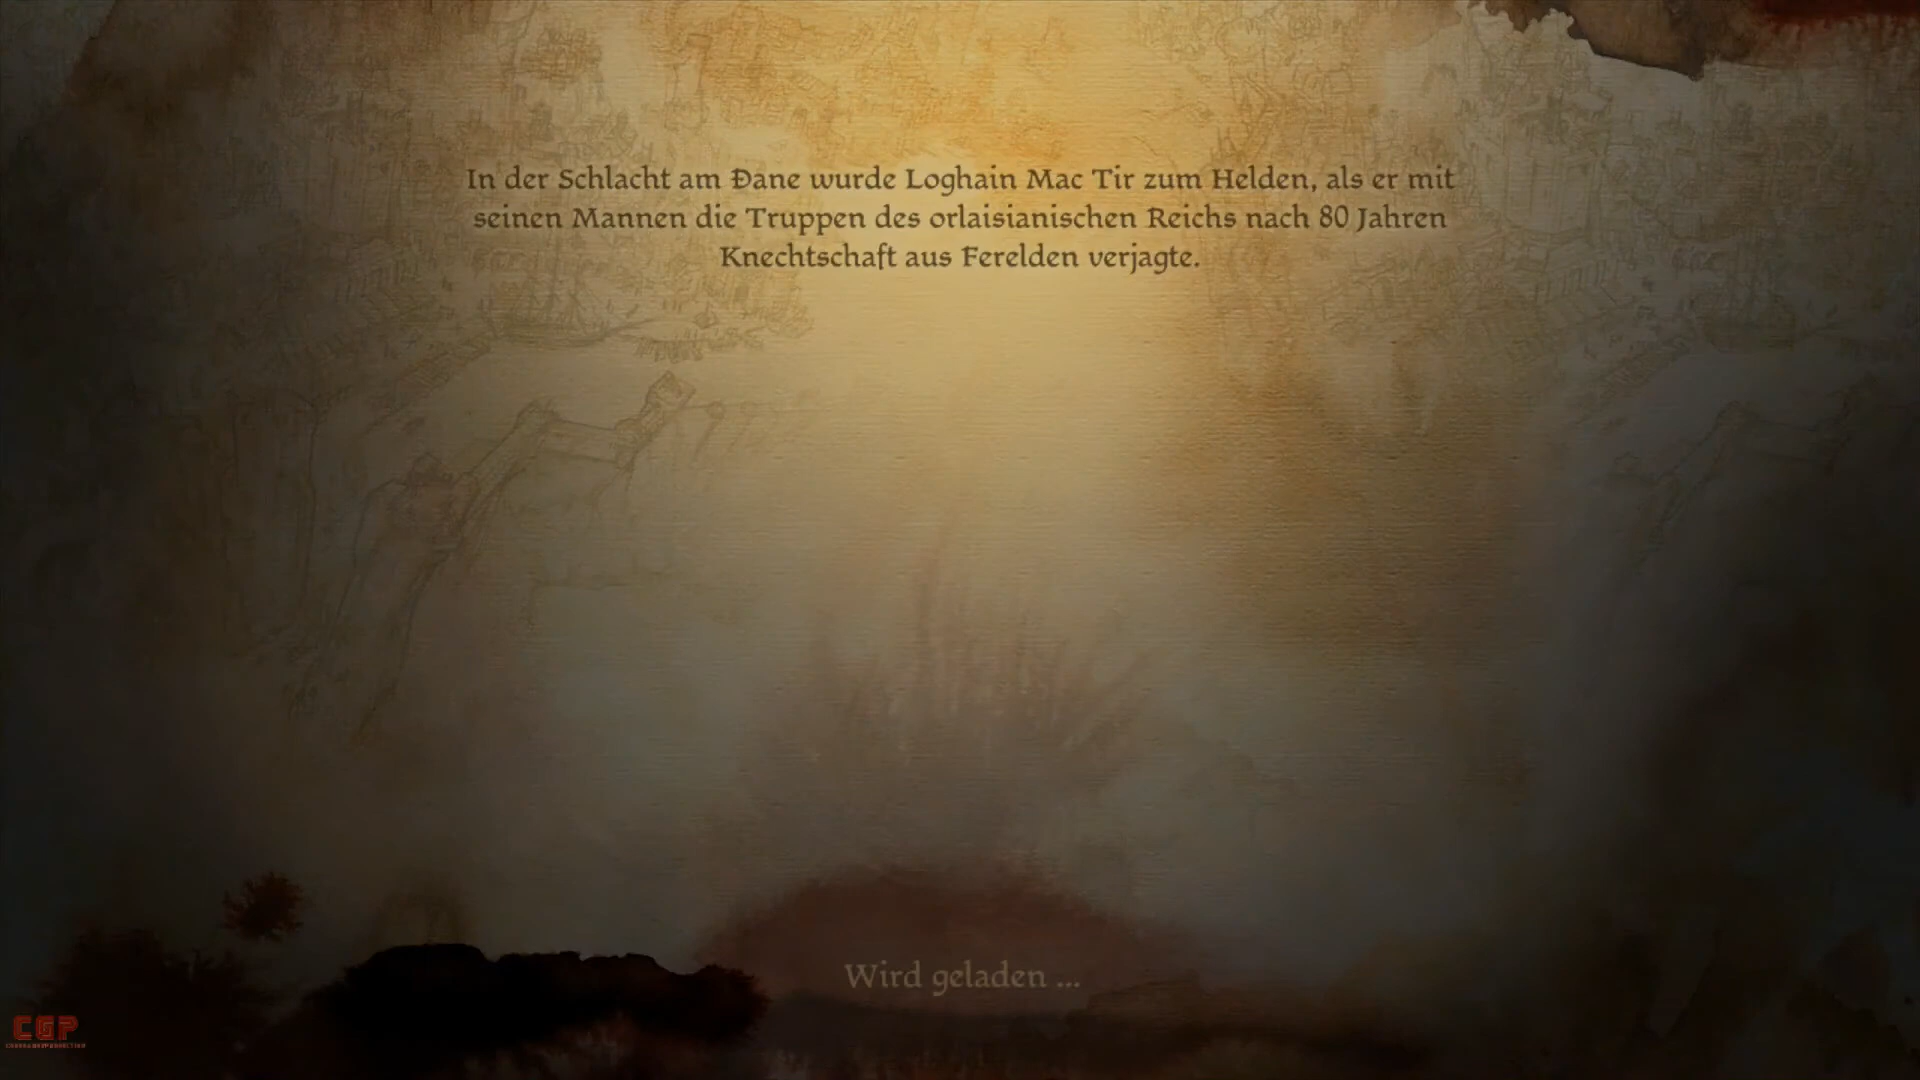 In der Schlacht am Dane wurde Loghain Mac Tir zum Helden, als er mit
seinen Mannen die Truppen des orlaisianischen Reichs nach 80 Jahren
Knechtschaft aus Ferelden verjagte.
Wird geladen ...
CGP